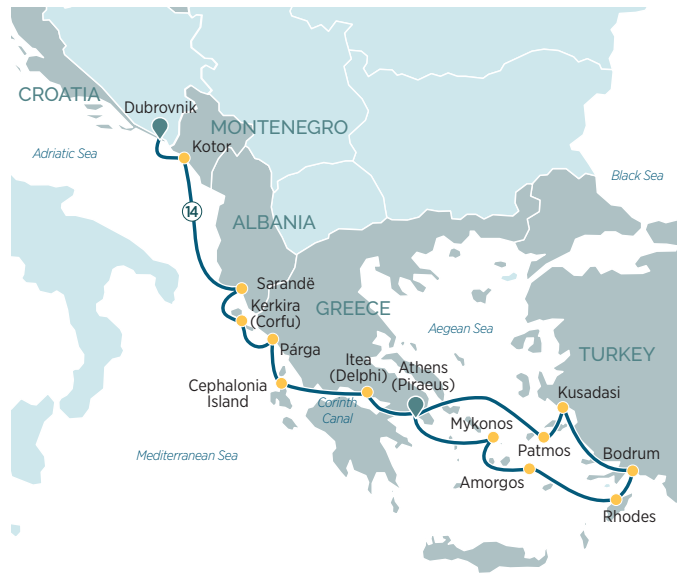 CROATIA
Dubrovnik
MONTENEGRO
Kotor
Adriatic Sea
Black Sea
14
ALBANIA
Sarandë
Kerkira
(Corfu)
GREECE
Aegean Sea
Párga
TURKEY
Itea
(Delphi)
Athens
(Piraeus)
Cephalonia
Island
Corinth
Canal
Kusadasi
Mykonos
Patmos
Bodrum
Mediterranean Sea
Amorgos
Rhodes